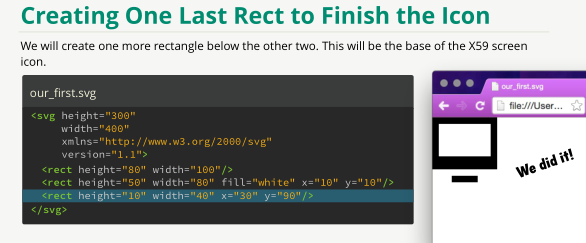 Creating One Last Rect to Finish the Icon
We will create one more rectangle below the other two. This will be the base of the X59 screen
icon.
our_first.svg
<svg height="300"
width="400"
xmlns="http://www.w3.org/2000/svg"
version="1.1">
<rect height="80" width="100"/>
<rect height="50" width="80" fill="white" x="10" y="10"/>
<rect height="10" width="40" x="30" y="90"/>
</svg>
our_first.svg
file:///User...
We did it!